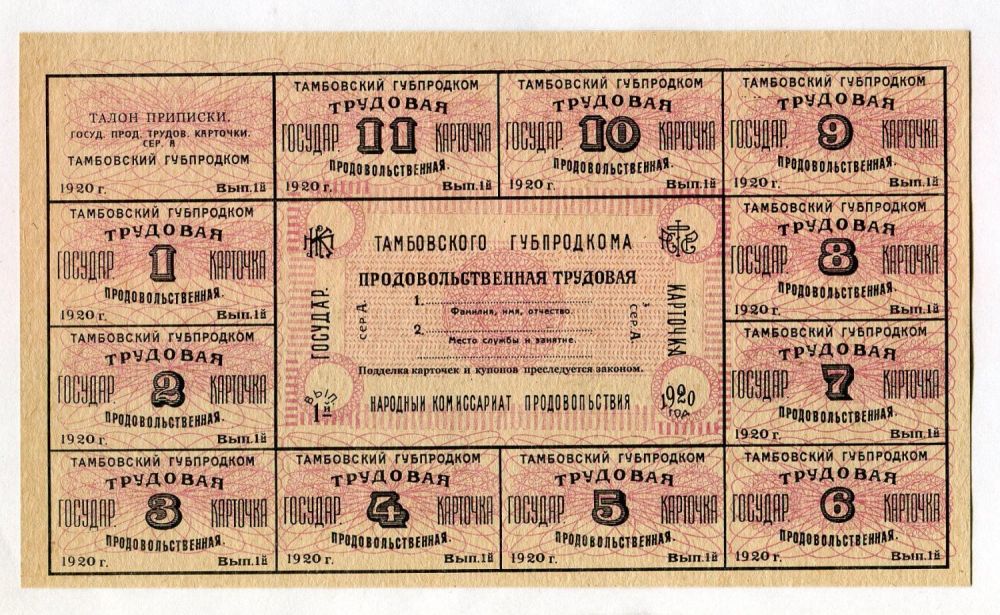 ТАЛОН ПРИПИСКИ.
ГОСУД. ПРОД. ТРУДОВ. КАРТОЧКИ.
СЕР. А
ТАМБОВСКИЙ ГУБПРОДКОМ
1920 г. Вып.1й
ТАМБОВСКИЙ ГУБПРОДКОМ
ТРУДОВАЯ
ГОСУДАР. 11 КАРТОЧКА
ПРОДОВОЛЬСТВЕННАЯ.
1920 г. Вып.1й
ТАМБОВСКИЙ ГУБПРОДКОМ
ТРУДОВАЯ
ГОСУДАР. 10 КАРТОЧКА
ПРОДОВОЛЬСТВЕННАЯ.
1920 г. Вып.1й
ТАМБОВСКИЙ ГУБПРОДКОМ
ТРУДОВАЯ
ГОСУДАР. 9 КАРТОЧКА
ПРОДОВОЛЬСТВЕННАЯ.
1920 г. Вып.1й
ТАМБОВСКИЙ ГУБПРОДКОМ
ТРУДОВАЯ
ГОСУДАР. 1 КАРТОЧКА
ПРОДОВОЛЬСТВЕННАЯ.
1920 г. Вып.1й
ТАМБОВСКОГО ГУБПРОДКОМА
ПРОДОВОЛЬСТВЕННАЯ ТРУДОВАЯ
ГОСУДАР.
сер. А.
1.
Фамилия, имя, отчество.
2.
Место службы и занятие.
сер. А.
КАРТОЧКА
Подделка карточек и купонов преследуется законом.
ВЫП.
1й
НАРОДНЫЙ КОМИССАРИАТ ПРОДОВОЛЬСТВИЯ
1920
ГОД
ТАМБОВСКИЙ ГУБПРОДКОМ
ТРУДОВАЯ
ГОСУДАР. 8 КАРТОЧКА
ПРОДОВОЛЬСТВЕННАЯ.
1920 г. Вып.1й
ТАМБОВСКИЙ ГУБПРОДКОМ
ТРУДОВАЯ
ГОСУДАР. 2 КАРТОЧКА
ПРОДОВОЛЬСТВЕННАЯ.
1920 г. Вып.1й
ТАМБОВСКИЙ ГУБПРОДКОМ
ТРУДОВАЯ
ГОСУДАР. 7 КАРТОЧКА
ПРОДОВОЛЬСТВЕННАЯ.
1920 г. Вып.1й
ТАМБОВСКИЙ ГУБПРОДКОМ
ТРУДОВАЯ
ГОСУДАР. 3 КАРТОЧКА
ПРОДОВОЛЬСТВЕННАЯ.
1920 г. Вып.1й
ТАМБОВСКИЙ ГУБПРОДКОМ
ТРУДОВАЯ
ГОСУДАР. 4 КАРТОЧКА
ПРОДОВОЛЬСТВЕННАЯ.
1920 г. Вып.1й
ТАМБОВСКИЙ ГУБПРОДКОМ
ТРУДОВАЯ
ГОСУДАР. 5 КАРТОЧКА
ПРОДОВОЛЬСТВЕННАЯ.
1920 г. Вып.1й
ТАМБОВСКИЙ ГУБПРОДКОМ
ТРУДОВАЯ
ГОСУДАР. 6 КАРТОЧКА
ПРОДОВОЛЬСТВЕННАЯ.
1920 г. Вып.1й